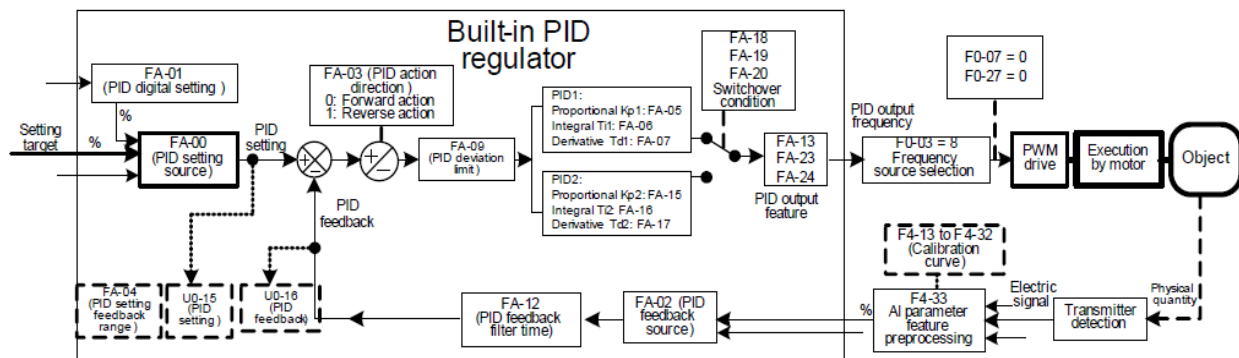 Built-in PID
regulator
FA-01
(PID digital setting )
%
Setting
target
%
FA-00
(PID setting
source)
PID
setting
FA-03 (PID action
direction )
0: Forward action
1: Reverse action
FA-09
(PID deviation
limit)
PID1:
Proportional Kp1: FA-05
Integral Ti1: FA-06
Derivative Td1: FA-07
PID2:
Proportional Kp2: FA-15
Integral Ti2: FA-16
Derivative Td2: FA-17
FA-18
FA-19
FA-20
Switchover
condition
FA-13
FA-23
FA-24
PID output
feature
PID output
frequency
F0-03 = 8
Frequency
source selection
F0-07 = 0
F0-27 = 0
PWM
drive
Execution
by motor
Object
PID
feedback
FA-04
(PID setting
feedback
range)
U0-15
(PID
setting)
U0-16
(PID
feedback)
FA-12
(PID feedback
filter time)
FA-02 (PID
feedback
source)
%
F4-13 to F4-32
(Calibration
curve)
F4-33
AI parameter
feature
preprocessing
Electric
signal
Transmitter
detection
Physical
quantity